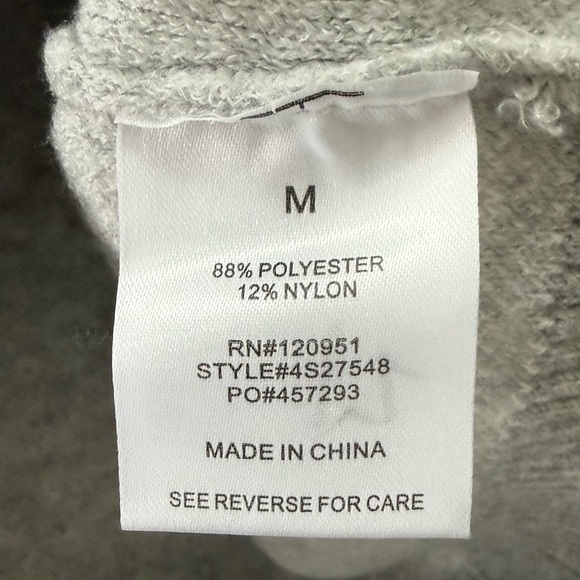 M
88% POLYESTER
12% NYLON
RN#120951
STYLE#4S27548
PO#457293
MADE IN CHINA
SEE REVERSE FOR CARE